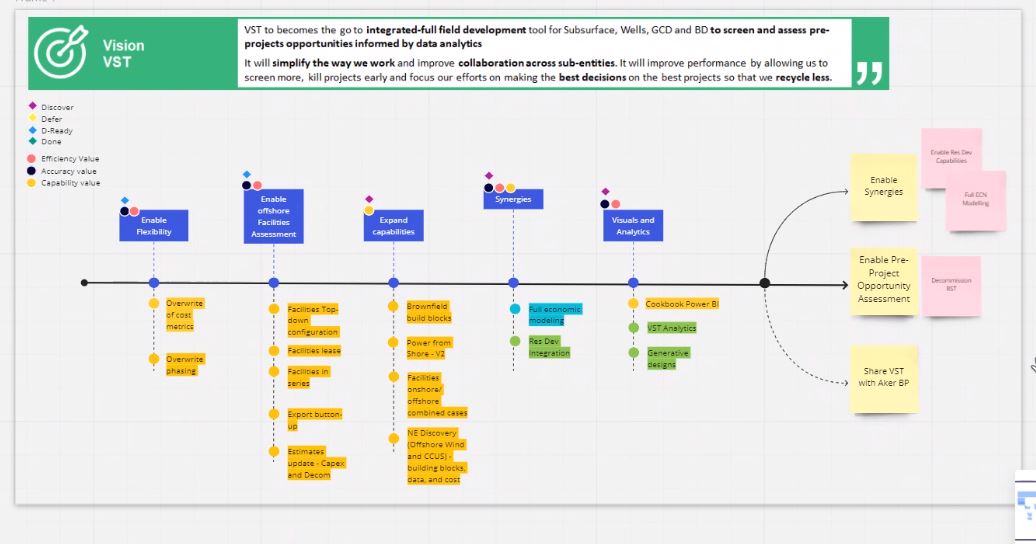 Vision
VST
VST to becomes the go to integrated-full field development tool for Subsurface, Wells, GCD and BD to screen and assess pre-
projects opportunities informed by data analytics
It will simplify the way we work and improve collaboration across sub-entities. It will improve performance by allowing us to
screen more, kill projects early and focus our efforts on making the best decisions on the best projects so that we recycle less.
Discover
Defer
D-Ready
Done
Efficiency Value
Accuracy value
Capability value
Enable
Flexibility
Overwrite
of cost
metrics
Overwrite
phasing
Enable
offshore
Facilities
Assessment
Facilities Top-
down
configuration
Facilities lease
Facilities in
series
Export button-
up
Estimates
update - Capex
and Decom
Expand
capabilities
Brownfield
build blocks
Power from
Shore - V2
Facilities
onshore/
offshore
combined cases
NE Discovery
(Offshore Wind
and CCUS) -
building blocks,
data, and cost
Synergies
Full economic
modeling
Res Dev
Integration
Visuals and
Analytics
Cookbook Power BI
VST Analytics
Generative
designs
Enable
Synergies
Enable Res Dev
Capabilities
Full ECN
Modelling
Enable Pre-
Project
Opportunity
Assessment
Decommission
RST
Share VST
with Aker BP